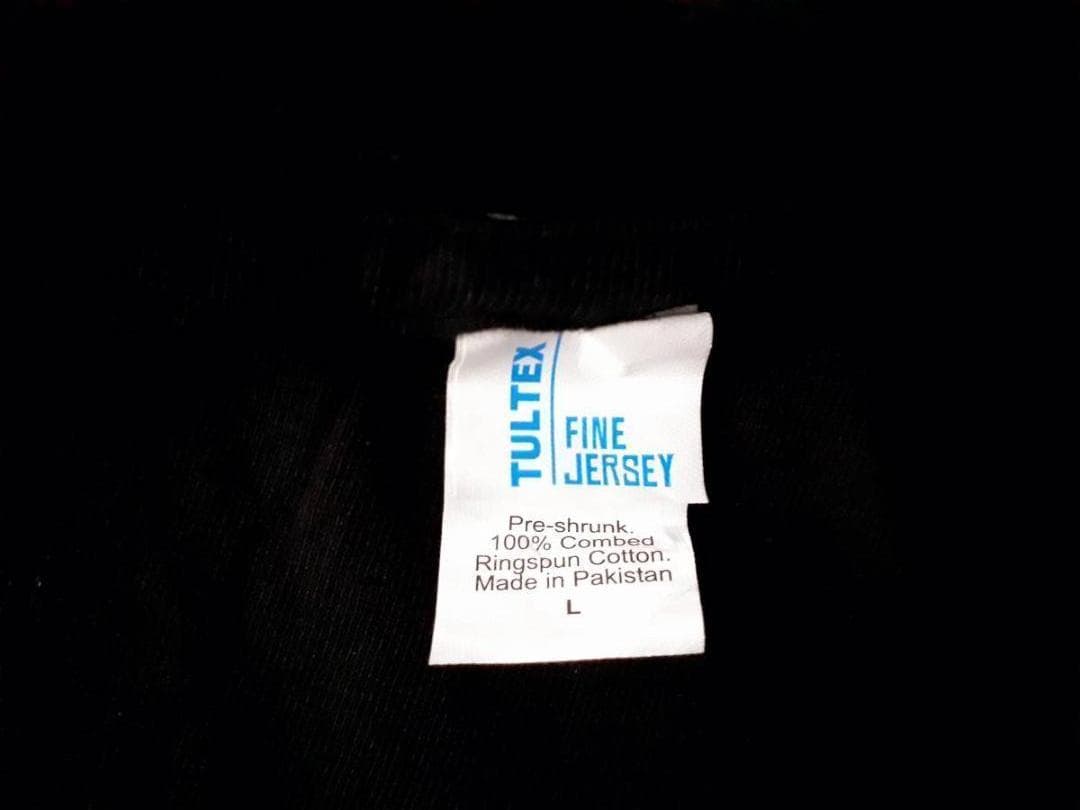 TULTEX
FINE
JERSEY
Pre-shrunk.
100% Combed
Ringspun Cotton.
Made in Pakistan
L